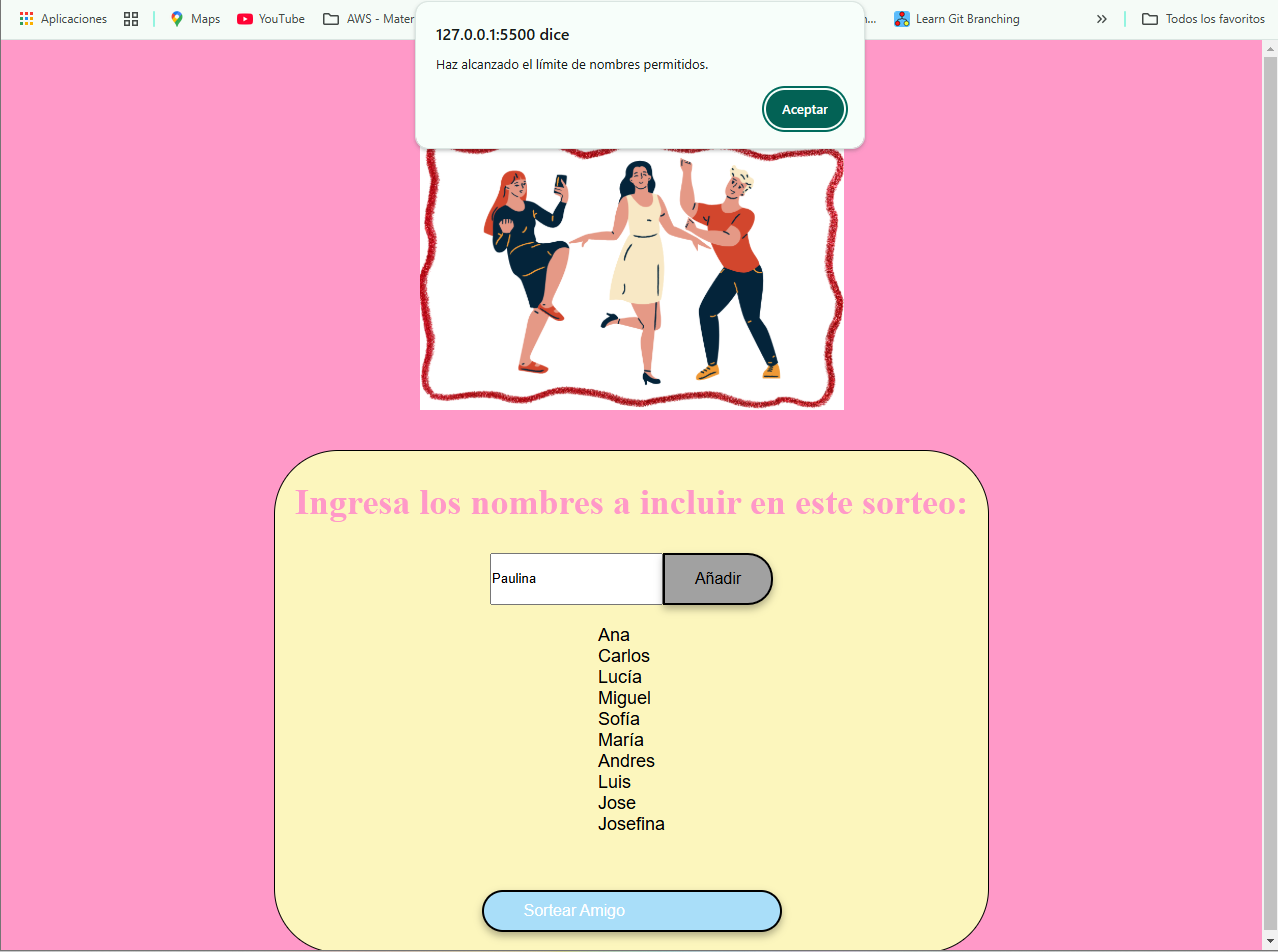 Aplicaciones
Maps
YouTube
AWS - Mater
Learn Git Branching
Todos los favoritos
127.0.0.1:5500 dice
Haz alcanzado el límite de nombres permitidos.
Aceptar
Ingresa los nombres a incluir en este sorteo:
Paulina
Añadir
Ana
Carlos
Lucía
Miguel
Sofía
María
Andres
Luis
Jose
Josefina
Sortear Amigo